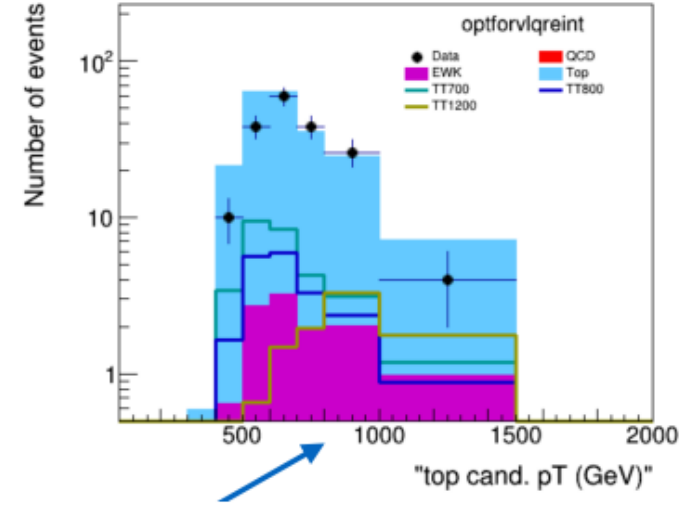 optforvlqreint
Number of events
Data
QCD
EWK
Top
TT700
TT800
TT1200
10²
10
1
500
1000
1500
2000
"top cand. pT (GeV)"